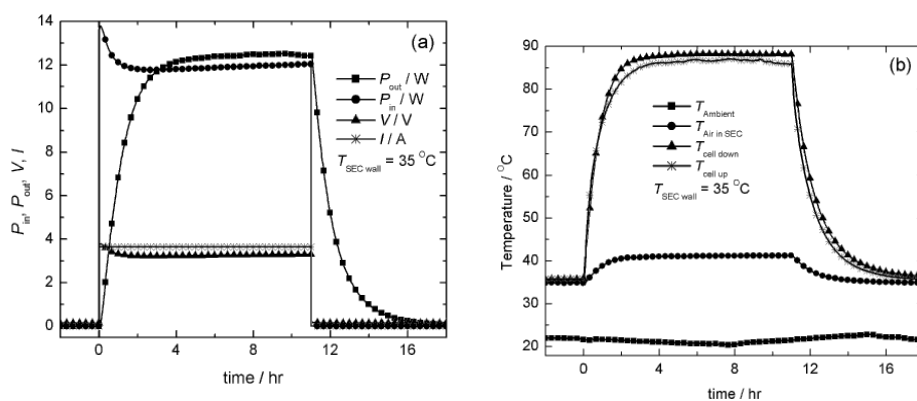 (a)
14
12
10
8
6
4
2
0
P_in, P_out, V, I
P_out / W
P_in / W
V / V
I / A
T_SEC wall = 35 °C
0 4 8 12 16
time / hr
(b)
90
80
70
60
50
40
30
20
Temperature / °C
T_Ambient
T_Air in SEC
T_cell down
T_cell up
T_SEC wall = 35 °C
0 4 8 12 16
time / hr